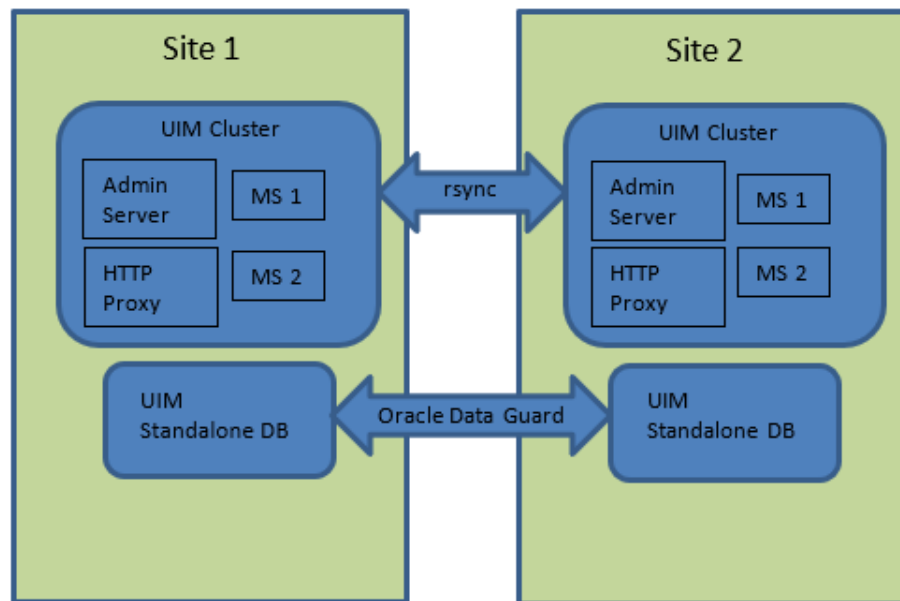 Site 1
UIM Cluster
Admin
Server
MS 1
HTTP
Proxy
MS 2
UIM
Standalone DB
rsync
Oracle Data Guard
Site 2
UIM Cluster
Admin
Server
MS 1
HTTP
Proxy
MS 2
UIM
Standalone DB